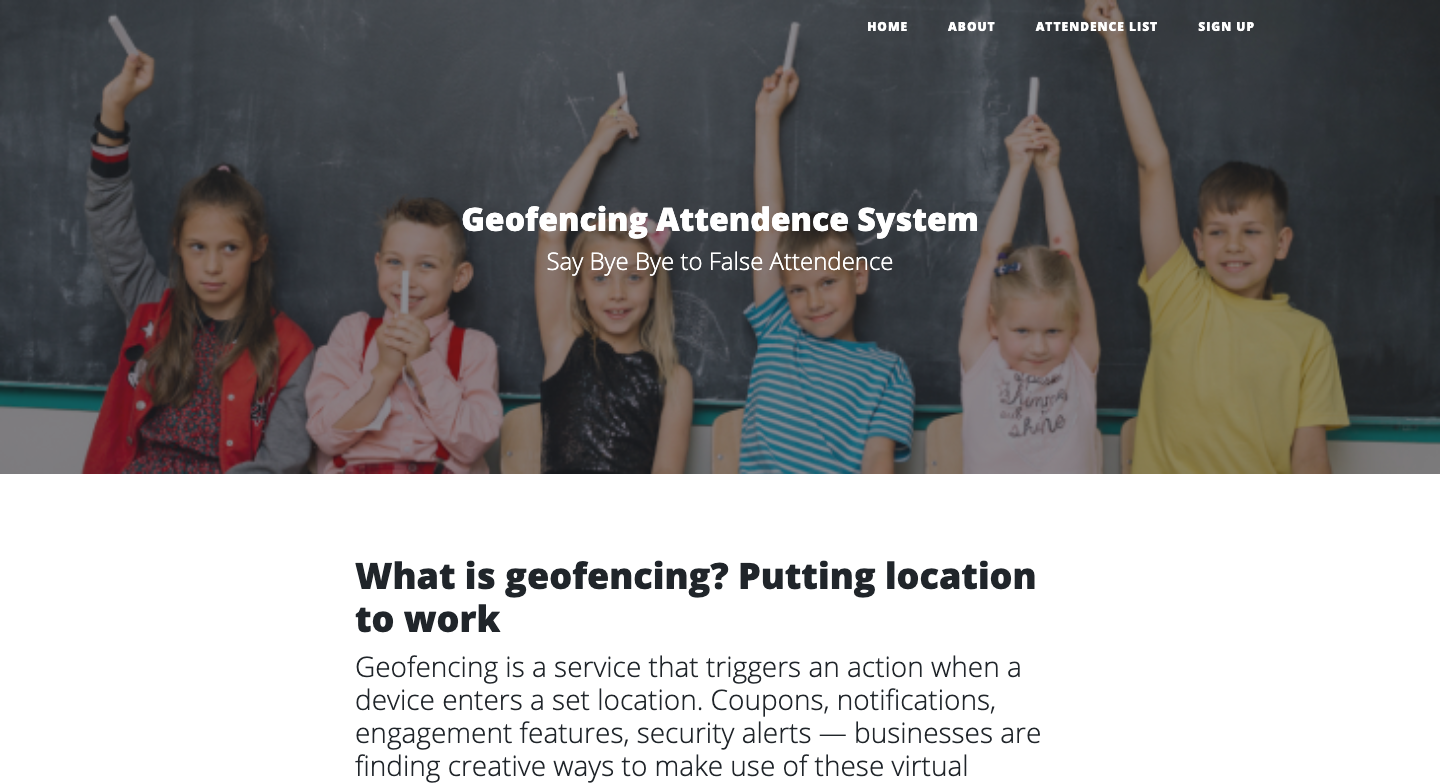 HOME ABOUT ATTENDENCE LIST SIGN UP
Geofencing Attendence System
Say Bye Bye to False Attendence
What is geofencing? Putting location
to work
Geofencing is a service that triggers an action when a
device enters a set location. Coupons, notifications,
engagement features, security alerts — businesses are
finding creative ways to make use of these virtual